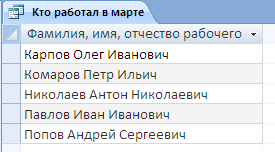 Кто работал в марте
Фамилия, имя, отчество рабочего
Карпов Олег Иванович
Комаров Петр Ильич
Николаев Антон Николаевич
Павлов Иван Иванович
Попов Андрей Сергеевич